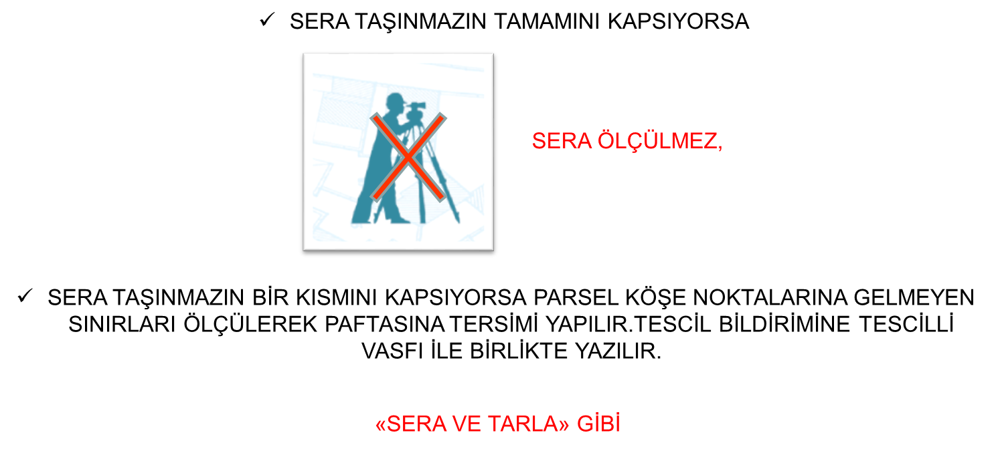 ✓ SERA TAŞINMAZIN TAMAMINI KAPSIYORSA
SERA ÖLÇÜLMEZ,
✓ SERA TAŞINMAZIN BİR KISMINI KAPSIYORSA PARSEL KÖŞE NOKTALARINA GELMEYEN
SINIRLARI ÖLÇÜLEREK PAFTASINA TERSİMİ YAPILIR.TESCİL BİLDİRİMİNE TESCİLLİ
VASFI İLE BİRLİKTE YAZILIR.
«SERA VE TARLA» GİBİ